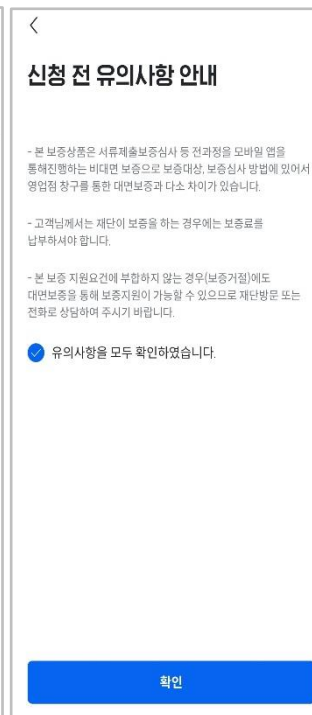 신청 전 유의사항 안내
- 본 보증상품은 서류제출보증심사 등 전과정을 모바일 앱을
통해진행하는 비대면 보증으로 보증대상, 보증심사 방법에 있어서
영업점 창구를 통한 대면보증과 다소 차이가 있습니다.
- 고객님께서는 재단이 보증을 하는 경우에는 보증료를
납부하셔야 합니다.
- 본 보증 지원요건에 부합하지 않는 경우(보증거절)에도
대면보증을 통해 보증지원이 가능할 수 있으므로 재단방문 또는
전화로 상담하여 주시기 바랍니다.
유의사항을 모두 확인하였습니다.
확인